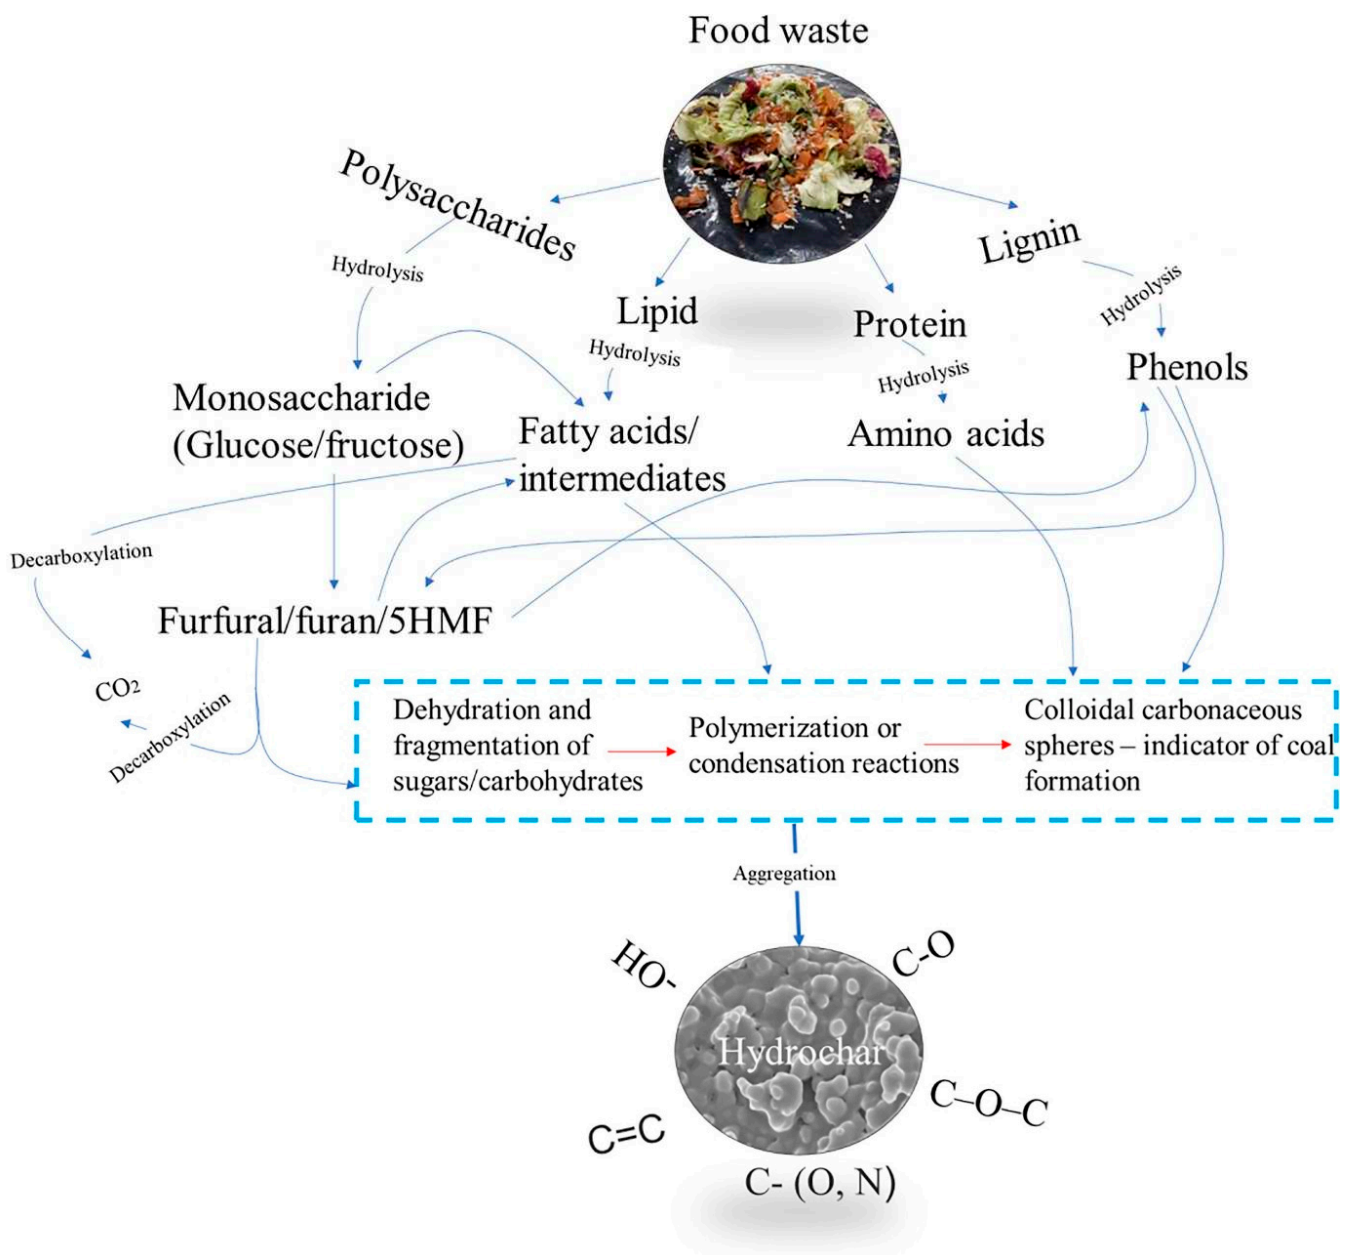 Food waste
Polysaccharides
Lignin
Hydrolysis
Hydrolysis
Lipid
Protein
Hydrolysis
Hydrolysis
Phenols
Monosaccharide
(Glucose/fructose)
Fatty acids/
intermediates
Amino acids
Decarboxylation
Furfural/furan/5HMF
CO2
Decarboxylation
Dehydration and
fragmentation of
sugars/carbohydrates
Polymerization or
condensation reactions
Colloidal carbonaceous
spheres – indicator of coal
formation
Aggregation
HO-
C-O
Hydrochar
C–O–C
C=C
C- (O, N)